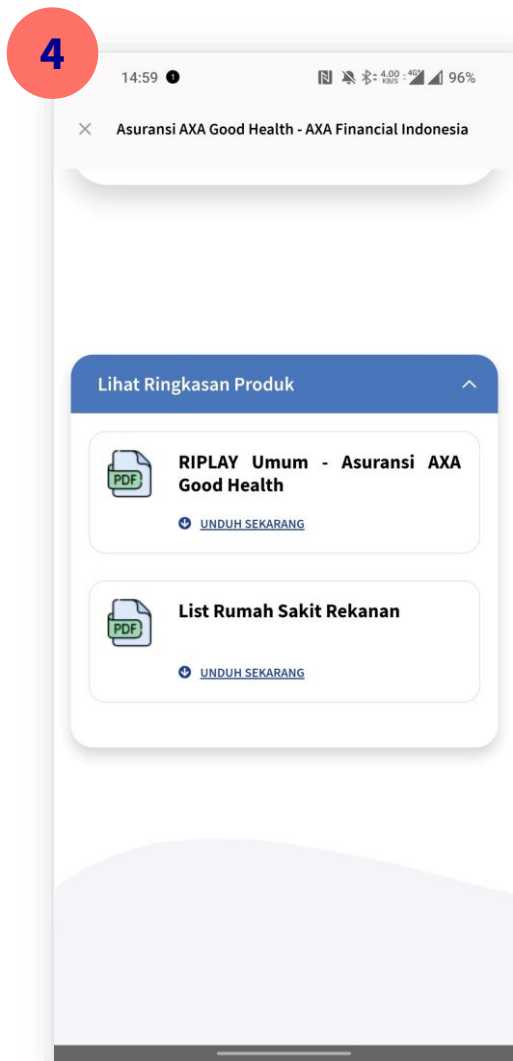 4
14:59 1 4.00 KB/S 4G 96%
Asuransi AXA Good Health - AXA Financial Indonesia
Lihat Ringkasan Produk
PDF
RIPLAY Umum - Asuransi AXA
Good Health
UNDUH SEKARANG
PDF
List Rumah Sakit Rekanan
UNDUH SEKARANG